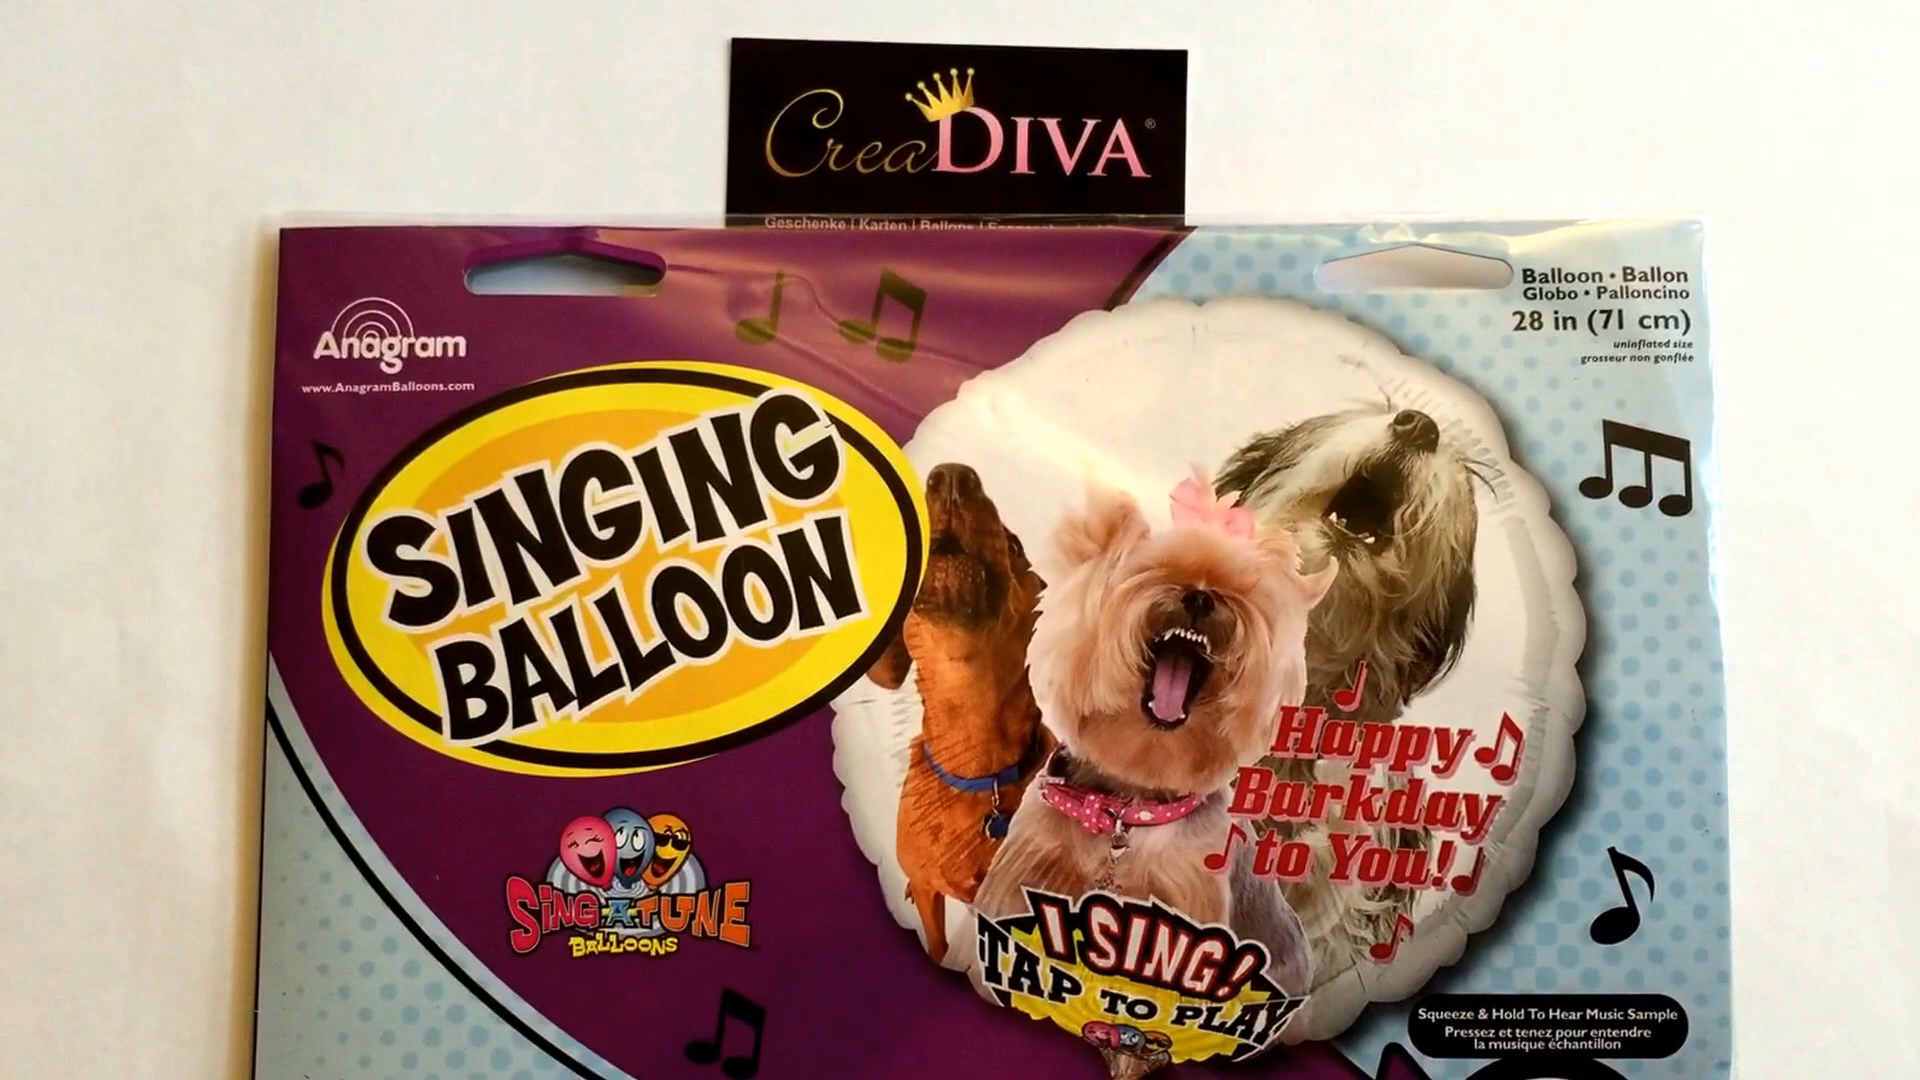 CreaDIVA®
Geschenke | Karten | Ballons |
Anagram
www.AnagramBalloons.com
Balloon • Ballon
Globo • Palloncino
28 in (71 cm)
uninflated size
grosseur non gonflée
SINGING
BALLOON
Happy
Barkday
to You!
SING-A-TUNE
BALLOONS
I SING!
TAP TO PLAY
Squeeze & Hold To Hear Music Sample
Pressez et tenez pour entendre
la musique échantillon